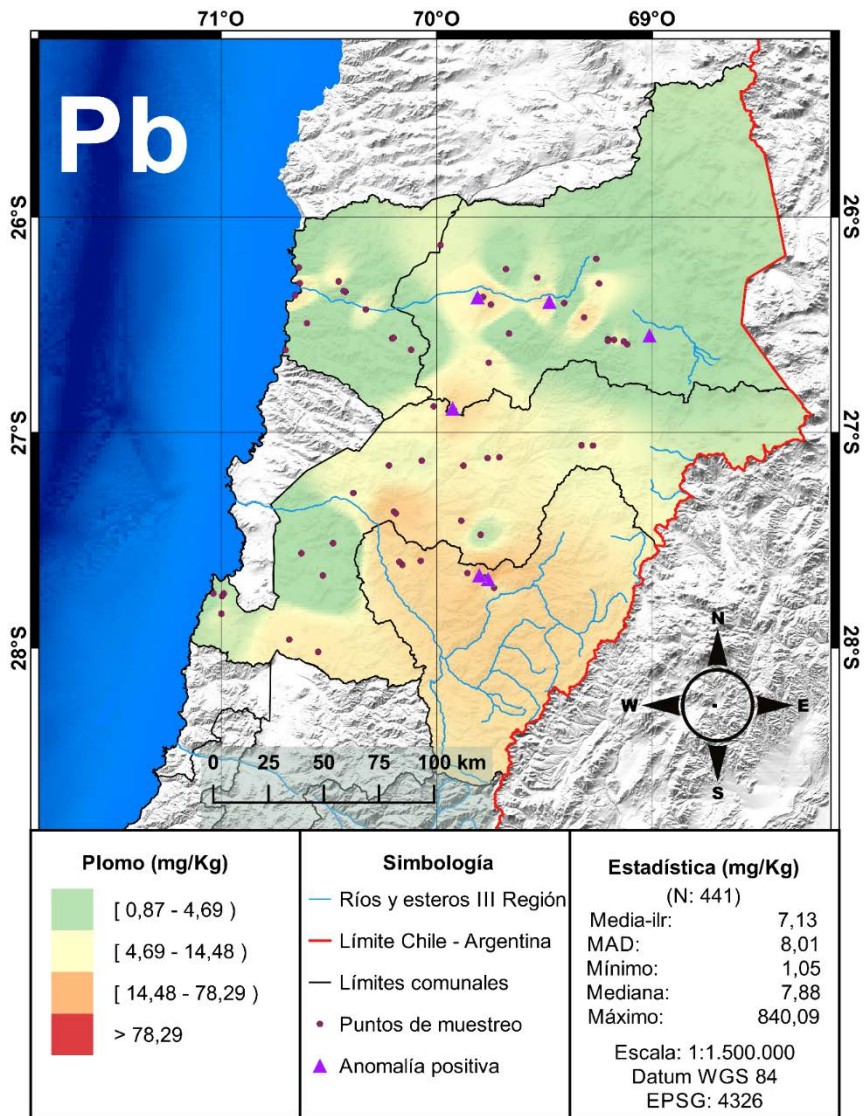 71°O 70°O 69°O
Pb
26°S 26°S
27°S 27°S
28°S 28°S
N
W E
S
0 25 50 75 100 km
Plomo (mg/Kg)
[ 0,87 - 4,69 )
[ 4,69 - 14,48 )
[ 14,48 - 78,29 )
> 78,29
Simbología
Ríos y esteros III Región
Límite Chile - Argentina
Límites comunales
Puntos de muestreo
Anomalía positiva
Estadística (mg/Kg)
(N: 441)
Media-ilr: 7,13
MAD: 8,01
Mínimo: 1,05
Mediana: 7,88
Máximo: 840,09
Escala: 1:1.500.000
Datum WGS 84
EPSG: 4326